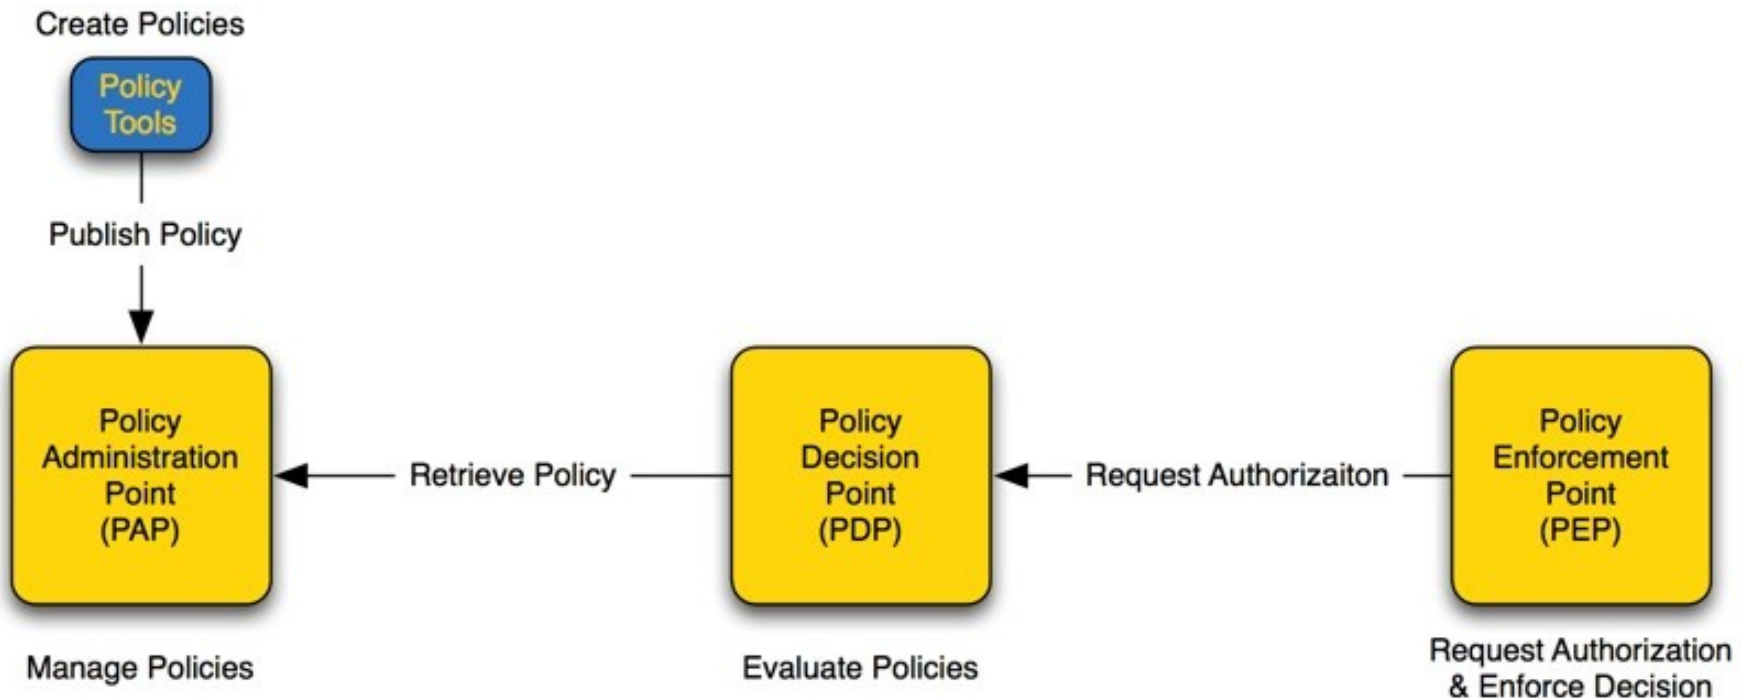 Create Policies
Policy
Tools
Publish Policy
Policy
Administration
Point
(PAP)
Manage Policies
Retrieve Policy
Policy
Decision
Point
(PDP)
Evaluate Policies
Request Authorizaiton
Policy
Enforcement
Point
(PEP)
Request Authorization
& Enforce Decision